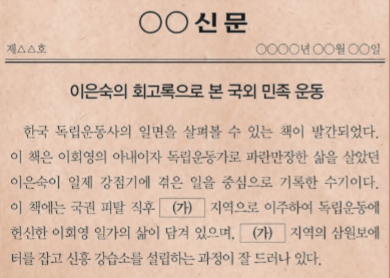 ○○신문
제△△호 ○○○○년 ○○월 ○○일
이은숙의 회고록으로 본 국외 민족 운동
한국 독립운동사의 일면을 살펴볼 수 있는 책이 발간되었다.
이 책은 이회영의 아내이자 독립운동가로 파란만장한 삶을 살았던
이은숙이 일제 강점기에 겪은 일을 중심으로 기록한 수기이다.
이 책에는 국권 피탈 직후 (가) 지역으로 이주하여 독립운동에
헌신한 이회영 일가의 삶이 담겨 있으며, (가) 지역의 삼원보에
터를 잡고 신흥 강습소를 설립하는 과정이 잘 드러나 있다.